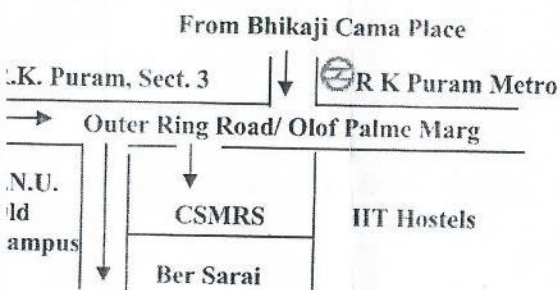 From Bhikaji Cama Place
.K. Puram, Sect. 3
R K Puram Metro
Outer Ring Road/ Olof Palme Marg
.N.U.
ld
ampus
CSMRS
IIT Hostels
Ber Sarai